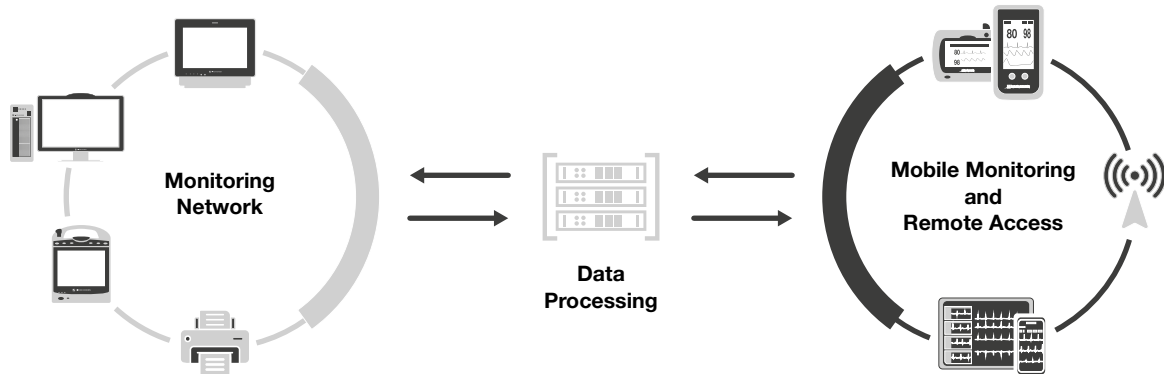 80 98
80
98
Monitoring
Network
Mobile Monitoring
and
Remote Access
Data
Processing